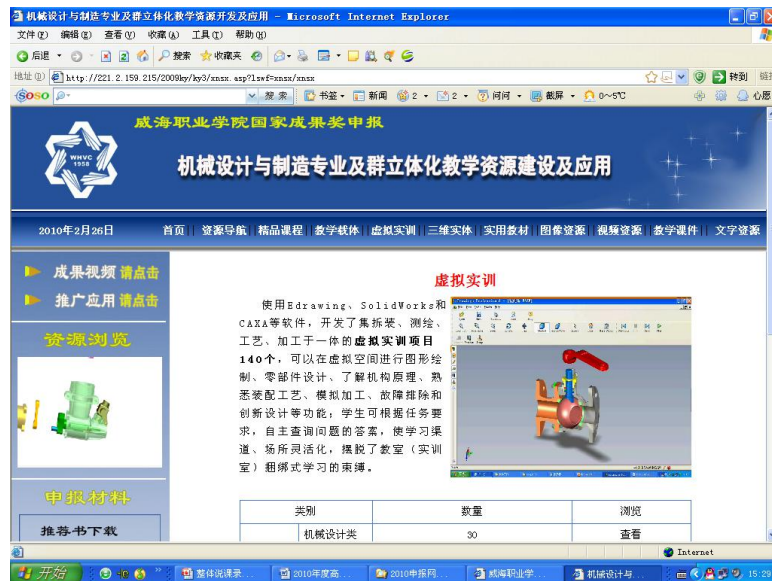 机械设计与制造专业及群立体化教学资源开发及应用 - Microsoft Internet Explorer
文件(F) 编辑(E) 查看(V) 收藏(A) 工具(T) 帮助(H)
后退 搜索 收藏夹
地址(D) http://221.2.159.215/2009ky/ky3/xnsx.asp?lswf=xnsx/xnsx 转到 链
SOSO 搜索 书签 新闻 2 2 问问 截屏 0~5℃ 心愿
威海职业学院国家成果奖申报
WHVC
1958
机械设计与制造专业及群立体化教学资源建设及应用
2010年2月26日 首页 资源导航 精品课程 教学载体 虚拟实训 三维实体 实用教材 图像资源 视频资源 教学课件 文字资源
成果视频 请点击
推广应用 请点击
资源浏览
申报材料
推荐书下载
虚拟实训
使用Edrawing、SolidWorks和
CAXA等软件，开发了集拆装、测绘、
工艺、加工于一体的虚拟实训项目
140个，可以在虚拟空间进行图形绘
制、零部件设计、了解机构原理、熟
悉装配工艺、模拟加工、故障排除和
创新设计等功能；学生可根据任务要
求，自主查询问题的答案，使学习渠
道、场所灵活化，摆脱了教室（实训
室）捆绑式学习的束缚。
类别 数量 浏览
机械设计类 30 查看
Internet
开始 整体说课录... 2010年度高... 2010申报网... 威海职业学... 机械设计与... 15:29